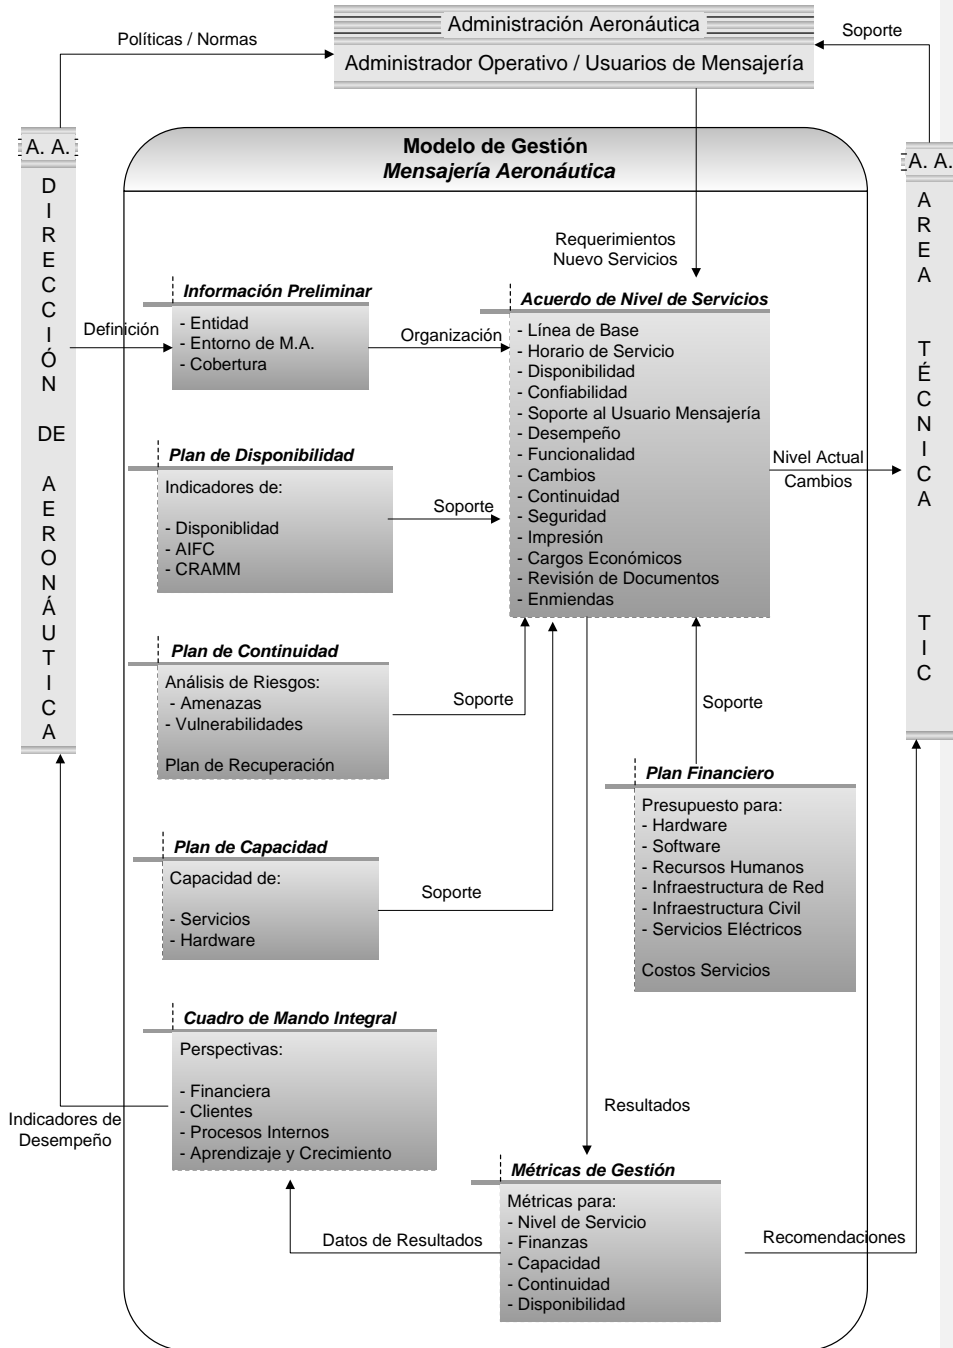 Administración Aeronáutica
Administrador Operativo / Usuarios de Mensajería
Políticas / Normas
Soporte
A. A.
DIRECCIÓN DE AERONÁUTICA
A. A.
AREA TÉCNICA TIC
Modelo de Gestión
Mensajería Aeronáutica
Requerimientos
Nuevo Servicios
Definición
Información Preliminar
- Entidad
- Entorno de M.A.
- Cobertura
Organización
Acuerdo de Nivel de Servicios
- Línea de Base
- Horario de Servicio
- Disponibilidad
- Confiabilidad
- Soporte al Usuario Mensajería
- Desempeño
- Funcionalidad
- Cambios
- Continuidad
- Seguridad
- Impresión
- Cargos Económicos
- Revisión de Documentos
- Enmiendas
Nivel Actual
Cambios
Plan de Disponibilidad
Indicadores de:
- Disponiblidad
- AIFC
- CRAMM
Soporte
Plan de Continuidad
Análisis de Riesgos:
- Amenazas
- Vulnerabilidades
Plan de Recuperación
Soporte
Soporte
Plan Financiero
Presupuesto para:
- Hardware
- Software
- Recursos Humanos
- Infraestructura de Red
- Infraestructura Civil
- Servicios Eléctricos
Costos Servicios
Plan de Capacidad
Capacidad de:
- Servicios
- Hardware
Soporte
Cuadro de Mando Integral
Perspectivas:
- Financiera
- Clientes
- Procesos Internos
- Aprendizaje y Crecimiento
Indicadores de
Desempeño
Resultados
Métricas de Gestión
Métricas para:
- Nivel de Servicio
- Finanzas
- Capacidad
- Continuidad
- Disponibilidad
Datos de Resultados
Recomendaciones